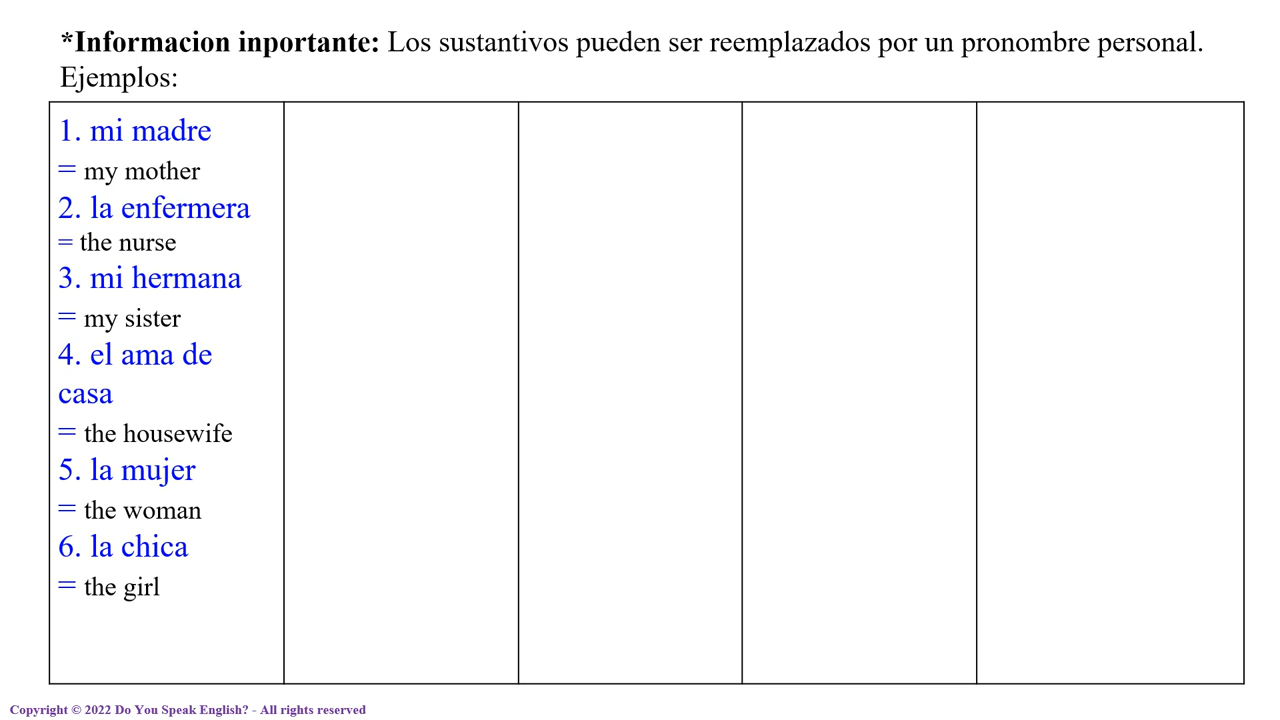 *Informacion inportante: Los sustantivos pueden ser reemplazados por un pronombre personal.
Ejemplos:
1. mi madre
= my mother
2. la enfermera
= the nurse
3. mi hermana
= my sister
4. el ama de
casa
= the housewife
5. la mujer
= the woman
6. la chica
= the girl
Copyright © 2022 Do You Speak English? - All rights reserved